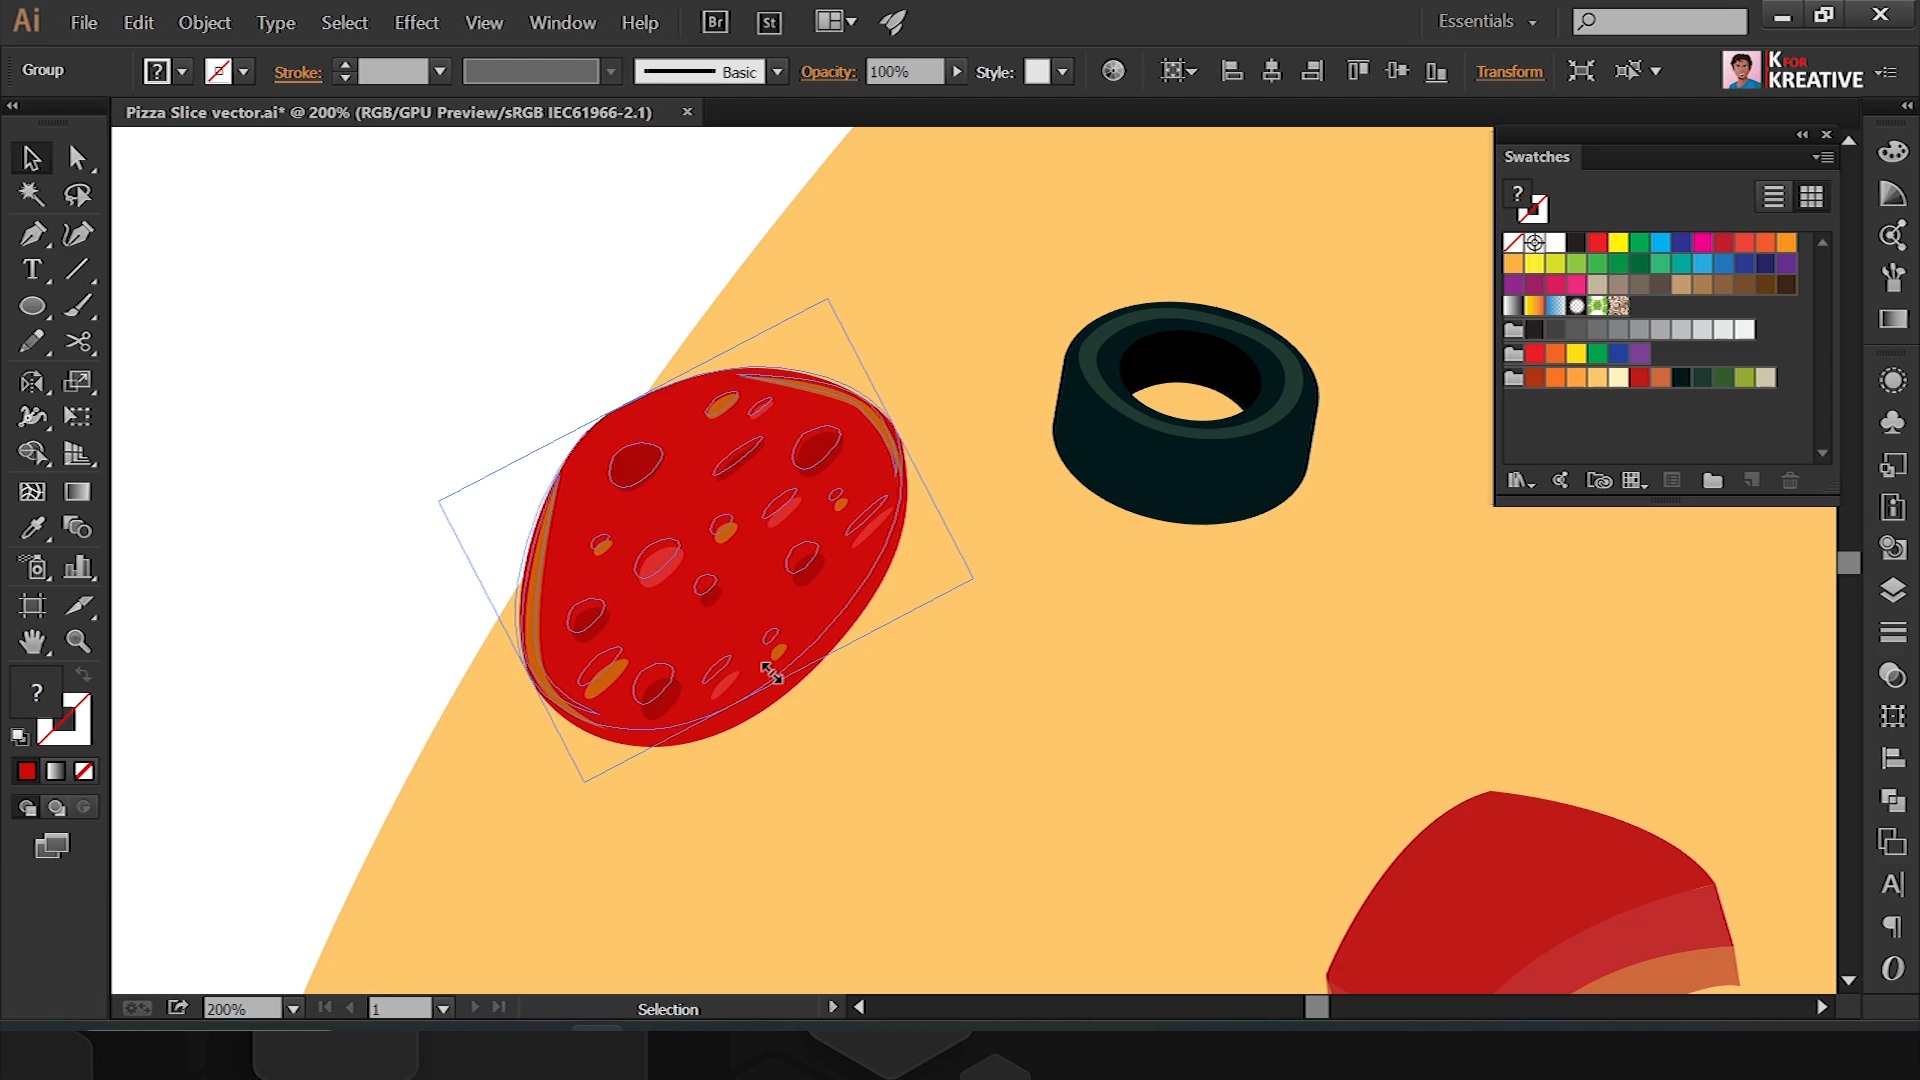 Ai File Edit Object Type Select Effect View Window Help Br St Essentials
Group ? Stroke: Basic Opacity: 100% Style: Transform
K FOR
KREATIVE
Pizza Slice vector.ai* @ 200% (RGB/GPU Preview/sRGB IEC61966-2.1)
Swatches
?
?
200% 1 Selection